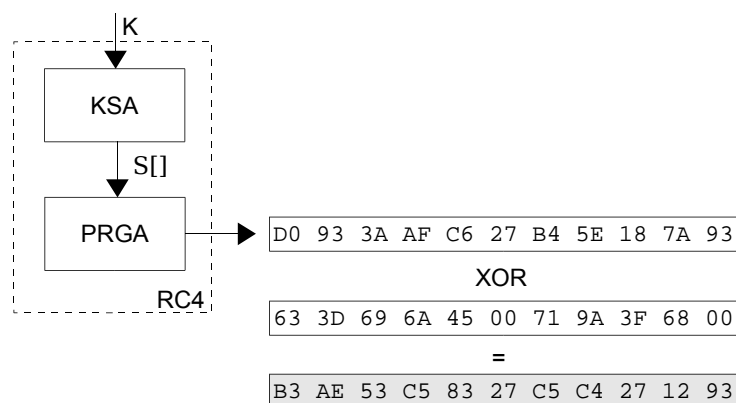 K
KSA
S[]
PRGA
RC4
D0 93 3A AF C6 27 B4 5E 18 7A 93
XOR
63 3D 69 6A 45 00 71 9A 3F 68 00
=
B3 AE 53 C5 83 27 C5 C4 27 12 93